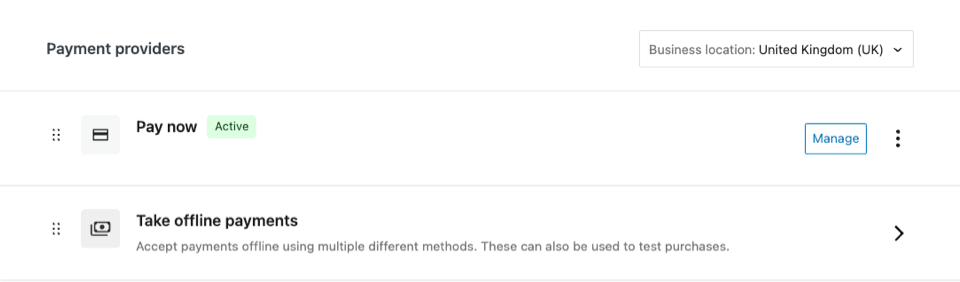 Payment providers
Business location: United Kingdom (UK)
Pay now
Active
Manage
Take offline payments
Accept payments offline using multiple different methods. These can also be used to test purchases.